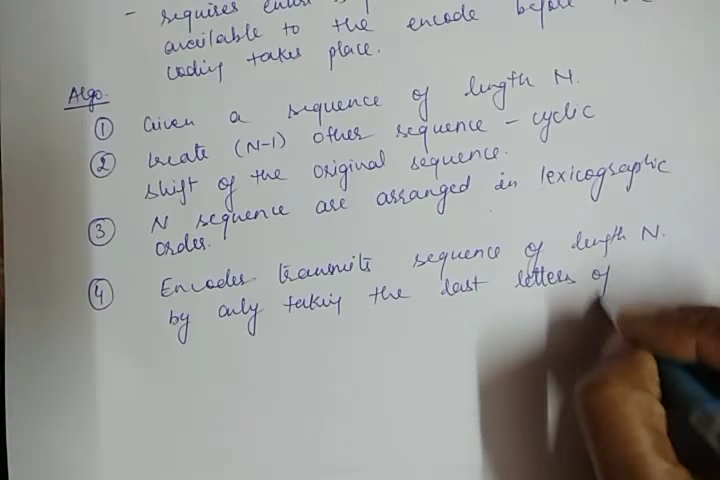 - requires
available to the encode before
coding takes place.
Algo.
① Given a sequence of length N.
② Create (N-1) other sequence - cyclic
shift of the original sequence.
③ N sequence are arranged in lexicographic
order.
④ Encoder transmits sequence of length N.
by only taking the last letters of